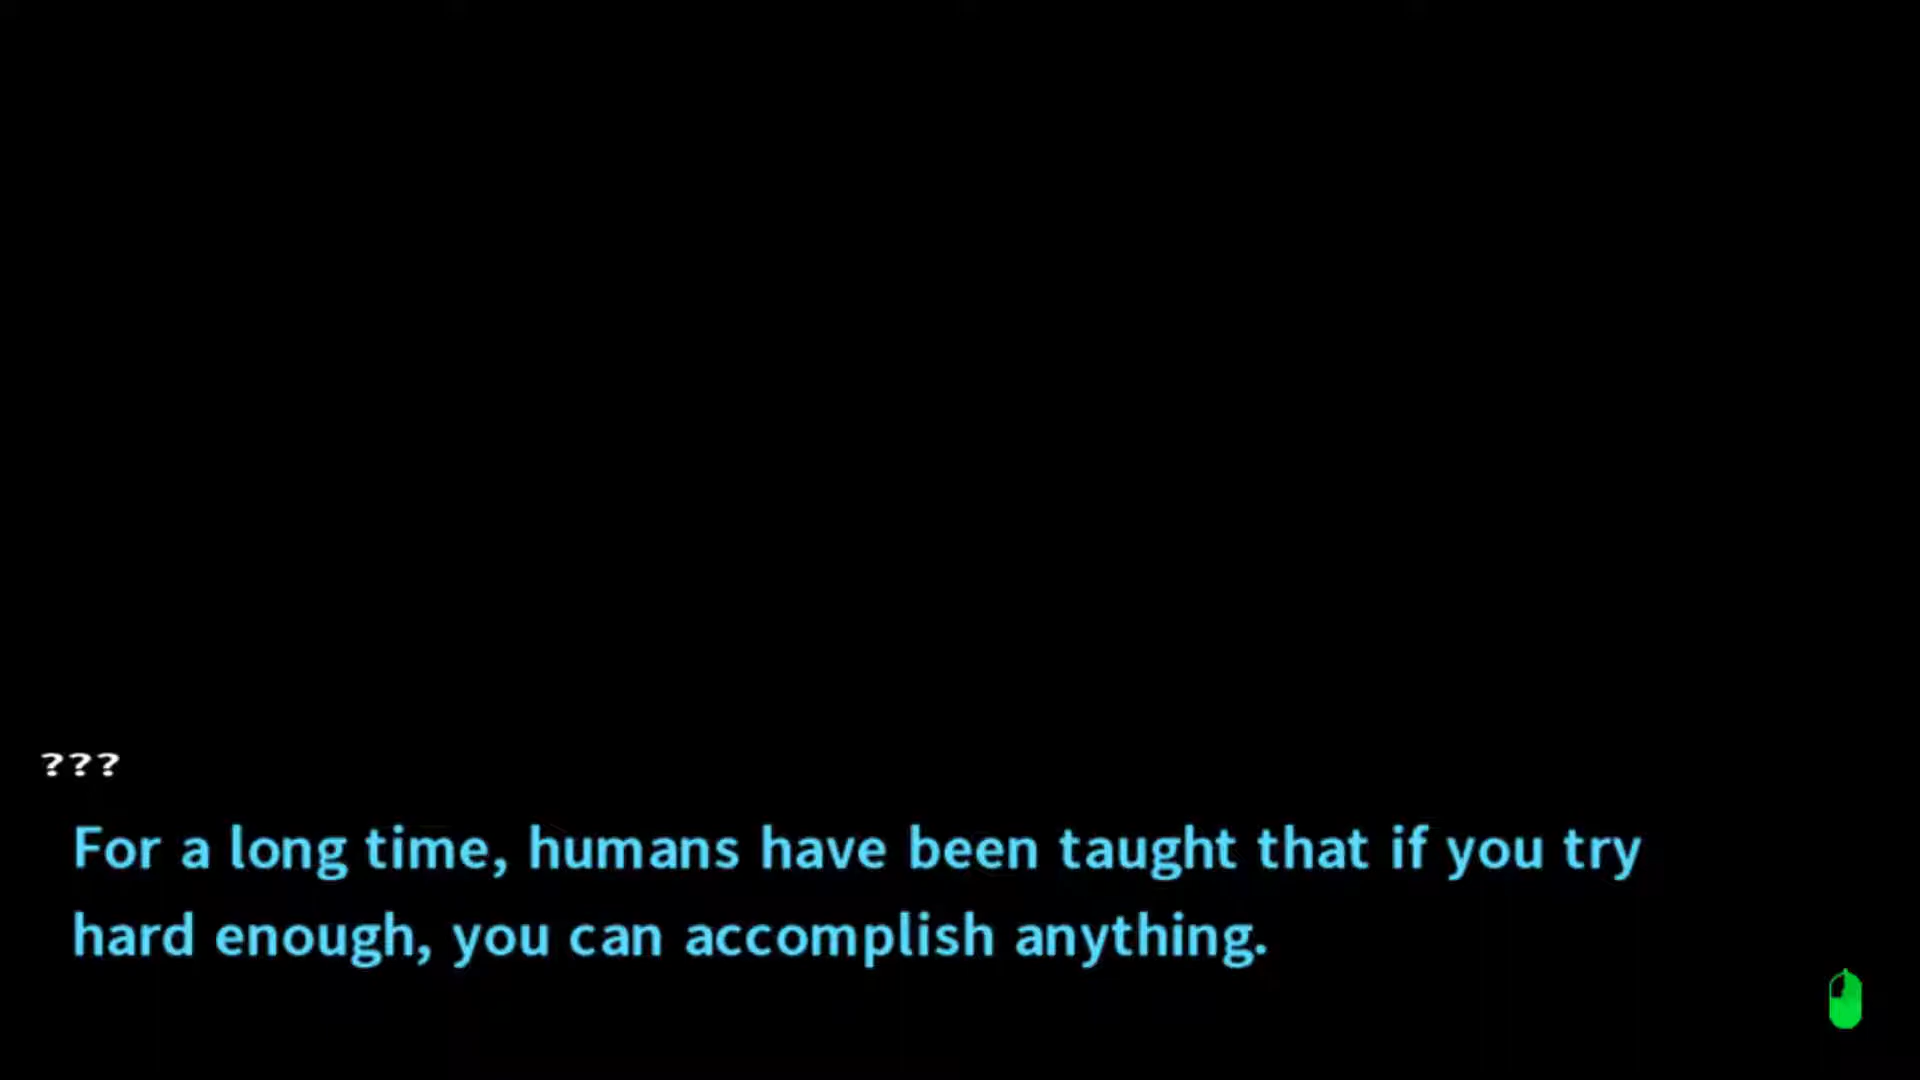 ???
For a long time, humans have been taught that if you try
hard enough, you can accomplish anything.